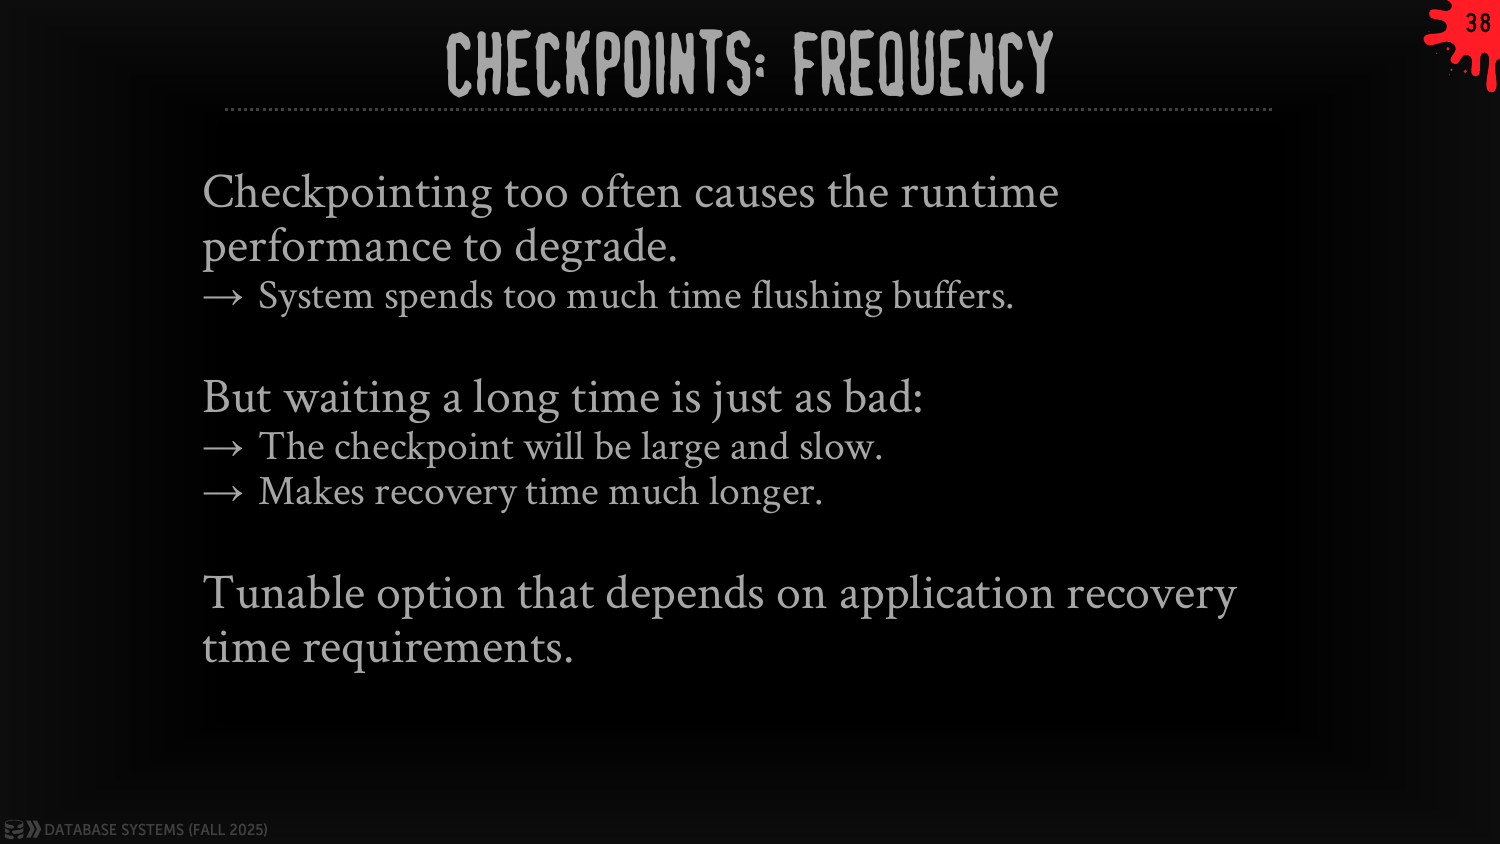 38
CHECKPOINTS: FREQUENCY
Checkpointing too often causes the runtime
performance to degrade.
→ System spends too much time flushing buffers.
But waiting a long time is just as bad:
→ The checkpoint will be large and slow.
→ Makes recovery time much longer.
Tunable option that depends on application recovery
time requirements.
DATABASE SYSTEMS (FALL 2025)